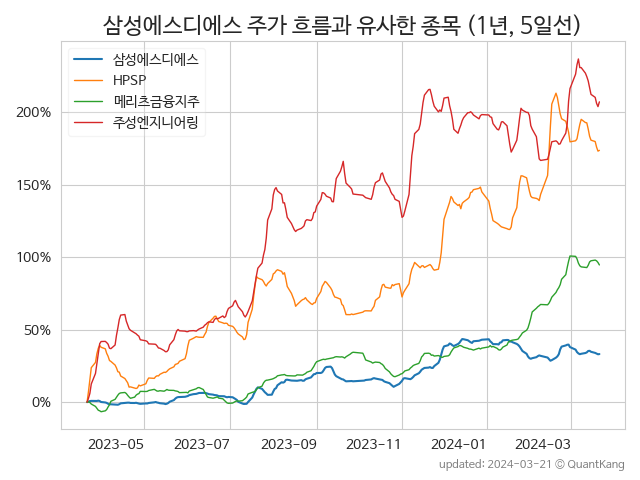 삼성에스디에스 주가 흐름과 유사한 종목 (1년, 5일선)
삼성에스디에스
HPSP
메리츠금융지주
주성엔지니어링
200%
150%
100%
50%
0%
2023-05 2023-07 2023-09 2023-11 2024-01 2024-03
updated: 2024-03-21 © QuantKang